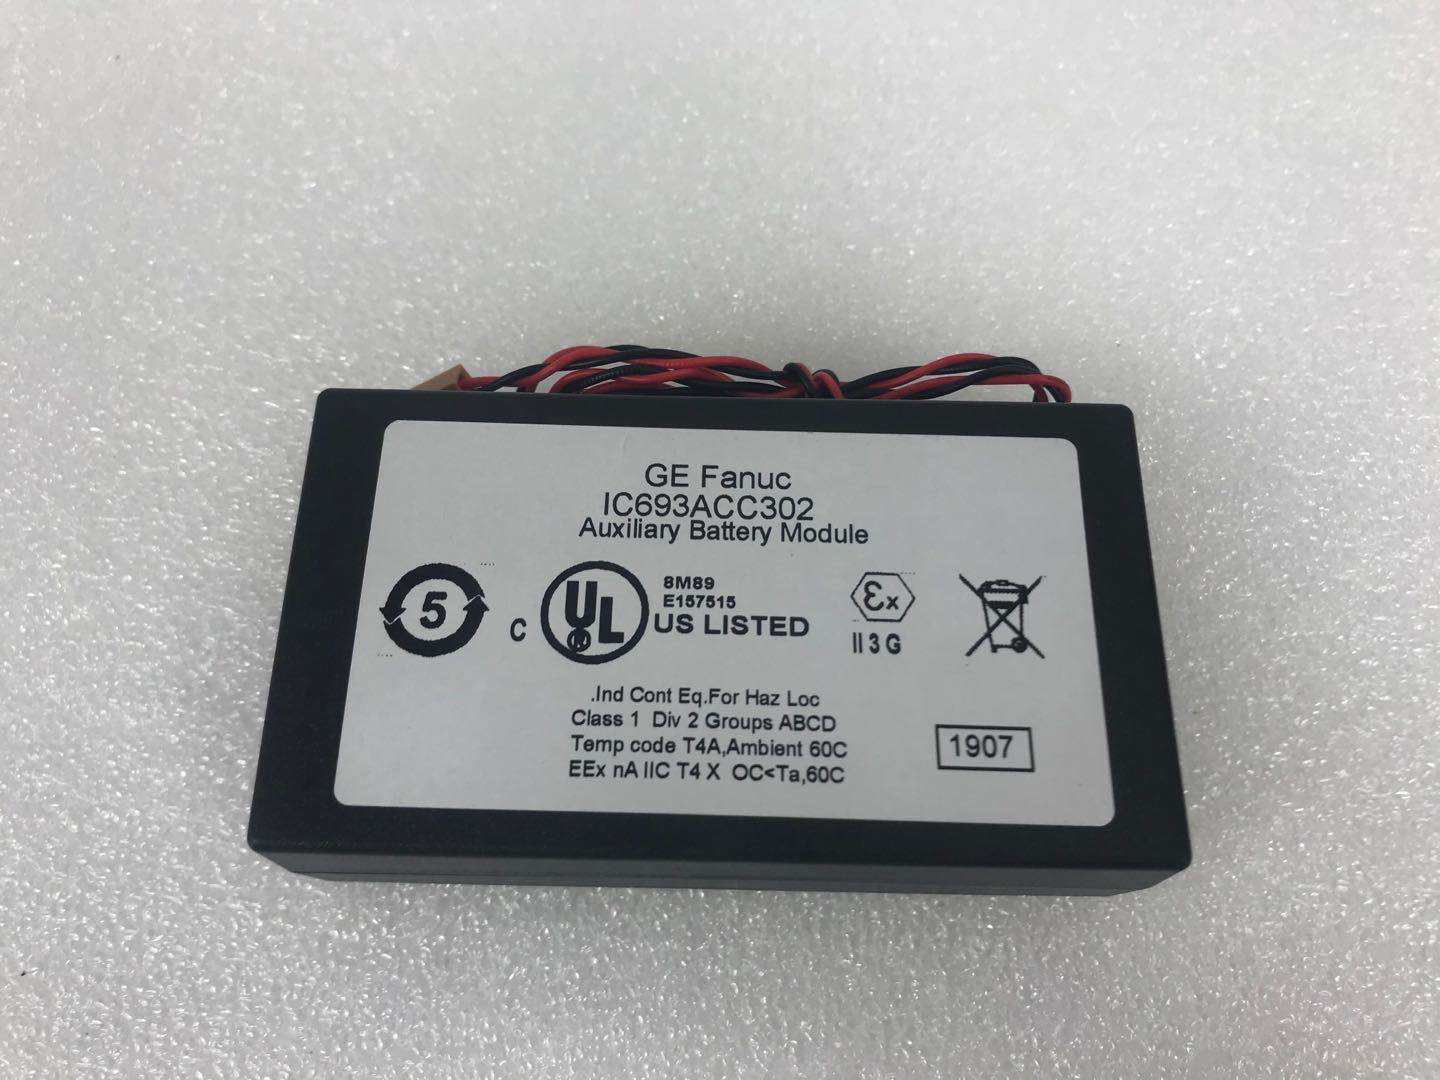 GE Fanuc
IC693ACC302
Auxiliary Battery Module
5
C
UL
R
8M89
E157515
US LISTED
Ex
II 3 G
.Ind Cont Eq.For Haz Loc
Class 1 Div 2 Groups ABCD
Temp code T4A,Ambient 60C
EEx nA IIC T4 X OC<Ta,60C
1907